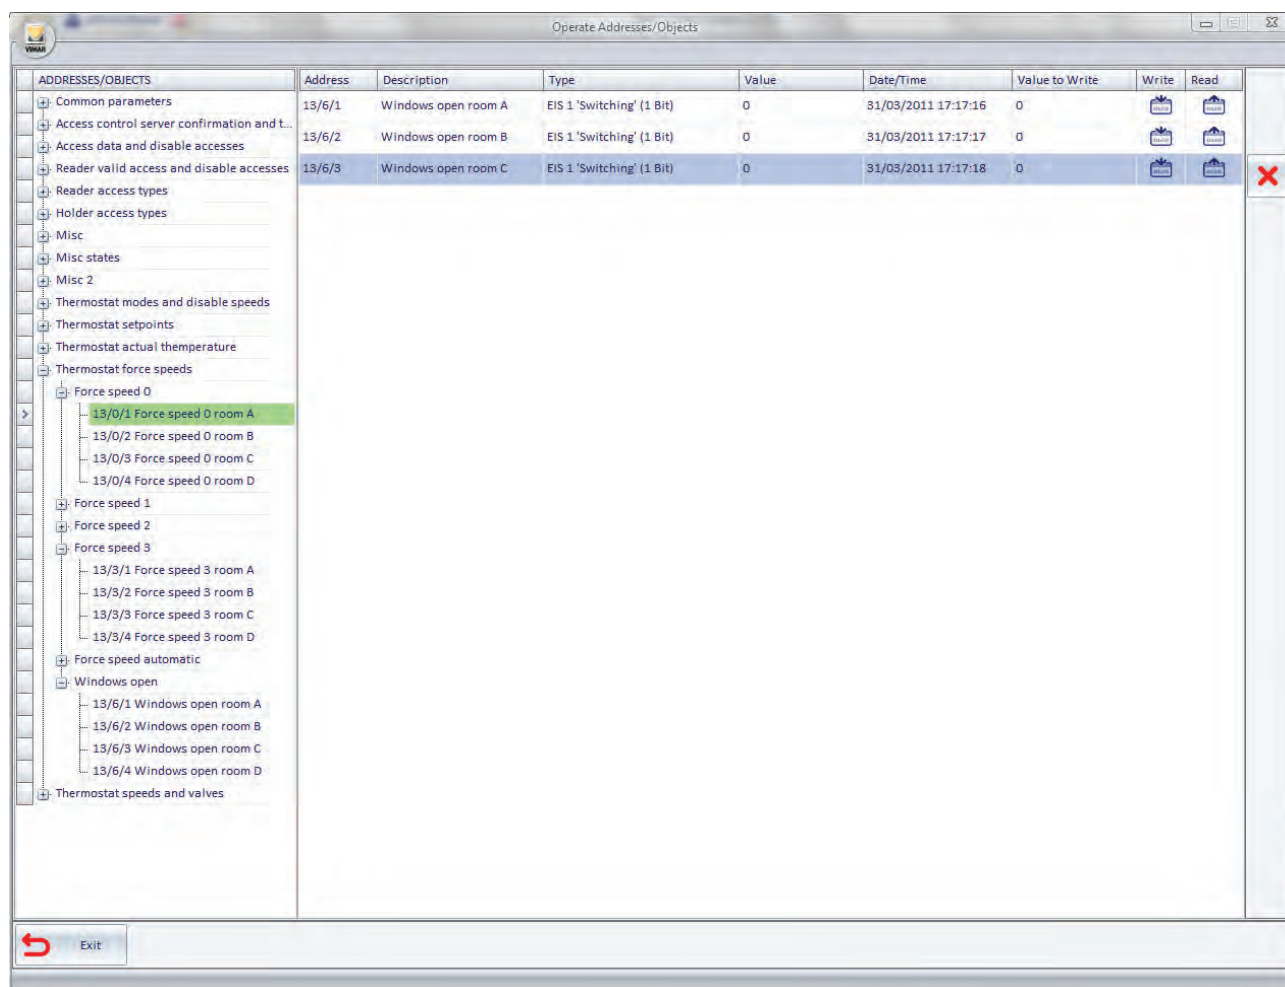 Operate Addresses/Objects
VIMAR
ADDRESSES/OBJECTS
Address Description Type Value Date/Time Value to Write Write Read
13/6/1 Windows open room A EIS 1 'Switching' (1 Bit) 0 31/03/2011 17:17:16 0
13/6/2 Windows open room B EIS 1 'Switching' (1 Bit) 0 31/03/2011 17:17:17 0
13/6/3 Windows open room C EIS 1 'Switching' (1 Bit) 0 31/03/2011 17:17:18 0
Common parameters
Access control server confirmation and t...
Access data and disable accesses
Reader valid access and disable accesses
Reader access types
Holder access types
Misc
Misc states
Misc 2
Thermostat modes and disable speeds
Thermostat setpoints
Thermostat actual themperature
Thermostat force speeds
Force speed 0
13/0/1 Force speed 0 room A
13/0/2 Force speed 0 room B
13/0/3 Force speed 0 room C
13/0/4 Force speed 0 room D
Force speed 1
Force speed 2
Force speed 3
13/3/1 Force speed 3 room A
13/3/2 Force speed 3 room B
13/3/3 Force speed 3 room C
13/3/4 Force speed 3 room D
Force speed automatic
Windows open
13/6/1 Windows open room A
13/6/2 Windows open room B
13/6/3 Windows open room C
13/6/4 Windows open room D
Thermostat speeds and valves
Exit